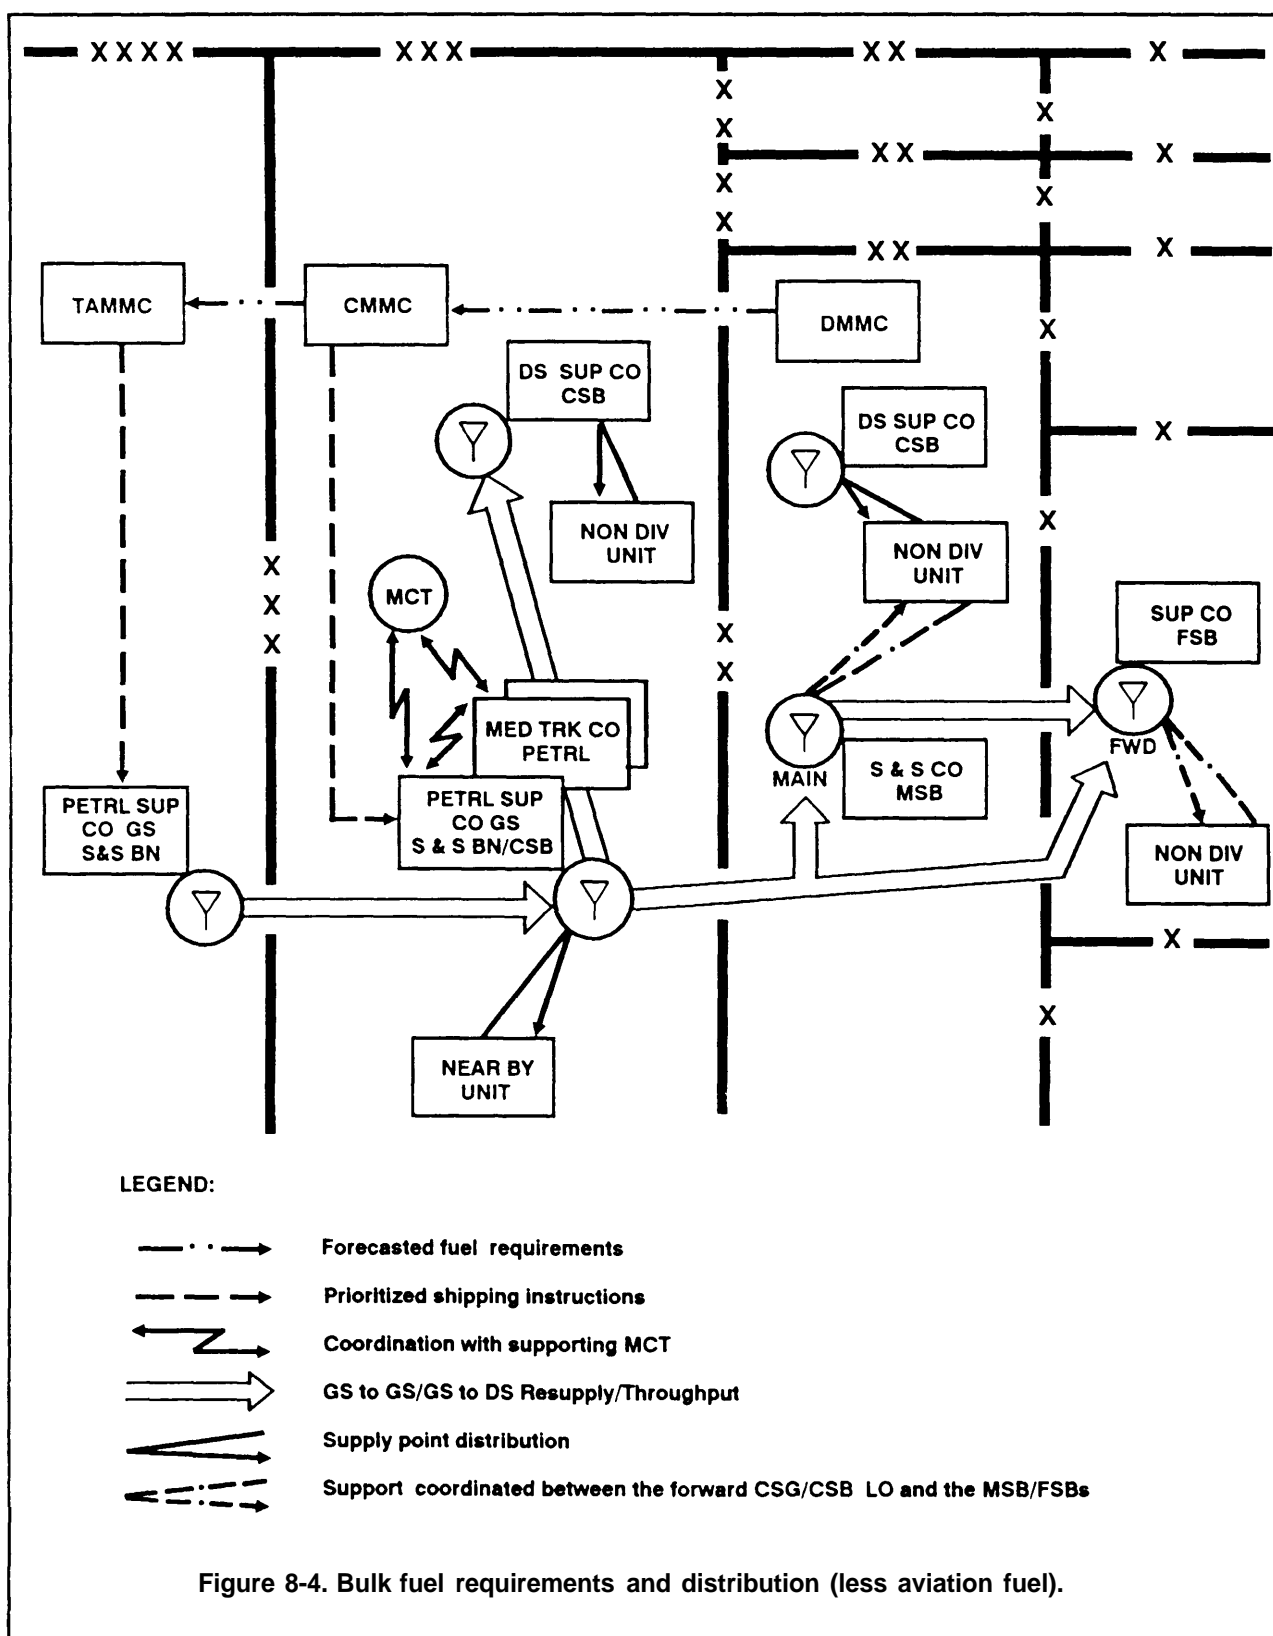 XXXX
XXX
XX
X
X
X
X
X
XX
X
X
X
X
XX
X
TAMMC
CMMC
DMMC
X
DS SUP CO
CSB
DS SUP CO
CSB
X
NON DIV
UNIT
X
NON DIV
UNIT
X
X
X
MCT
SUP CO
FSB
X
X
MED TRK CO
PETRL
FWD
MAIN
S & S CO
MSB
PETRL SUP
CO GS
S&S BN
PETRL SUP
CO GS
S & S BN/CSB
NON DIV
UNIT
X
X
NEAR BY
UNIT
LEGEND:
Forecasted fuel requirements
Prioritized shipping instructions
Coordination with supporting MCT
GS to GS/GS to DS Resupply/Throughput
Supply point distribution
Support coordinated between the forward CSG/CSB LO and the MSB/FSBs
Figure 8-4. Bulk fuel requirements and distribution (less aviation fuel).